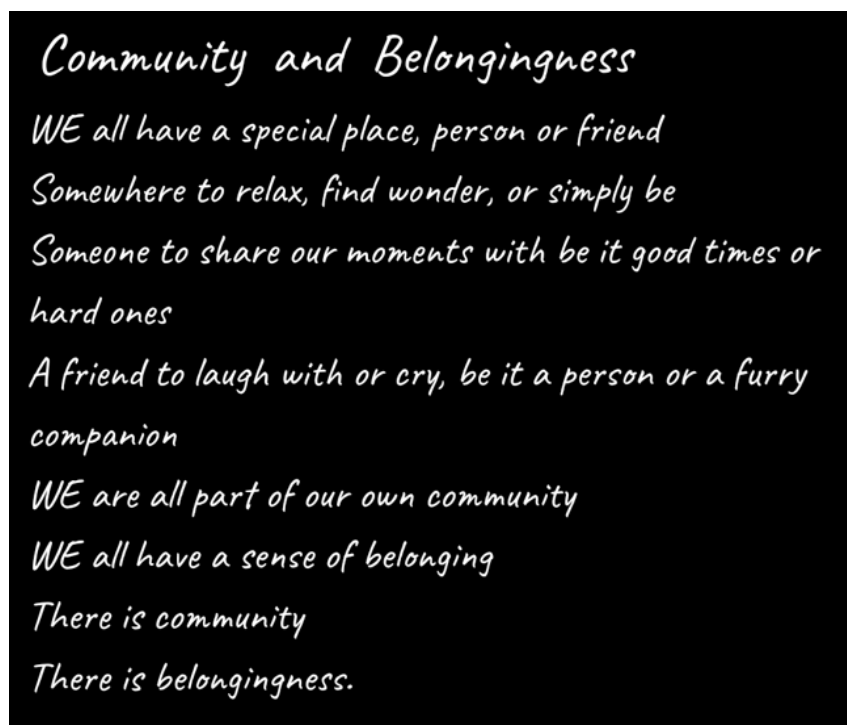 Community and Belongingness
WE all have a special place, person or friend
Somewhere to relax, find wonder, or simply be
Someone to share our moments with be it good times or
hard ones
A friend to laugh with or cry, be it a person or a furry
companion
WE are all part of our own community
WE all have a sense of belonging
There is community
There is belongingness.